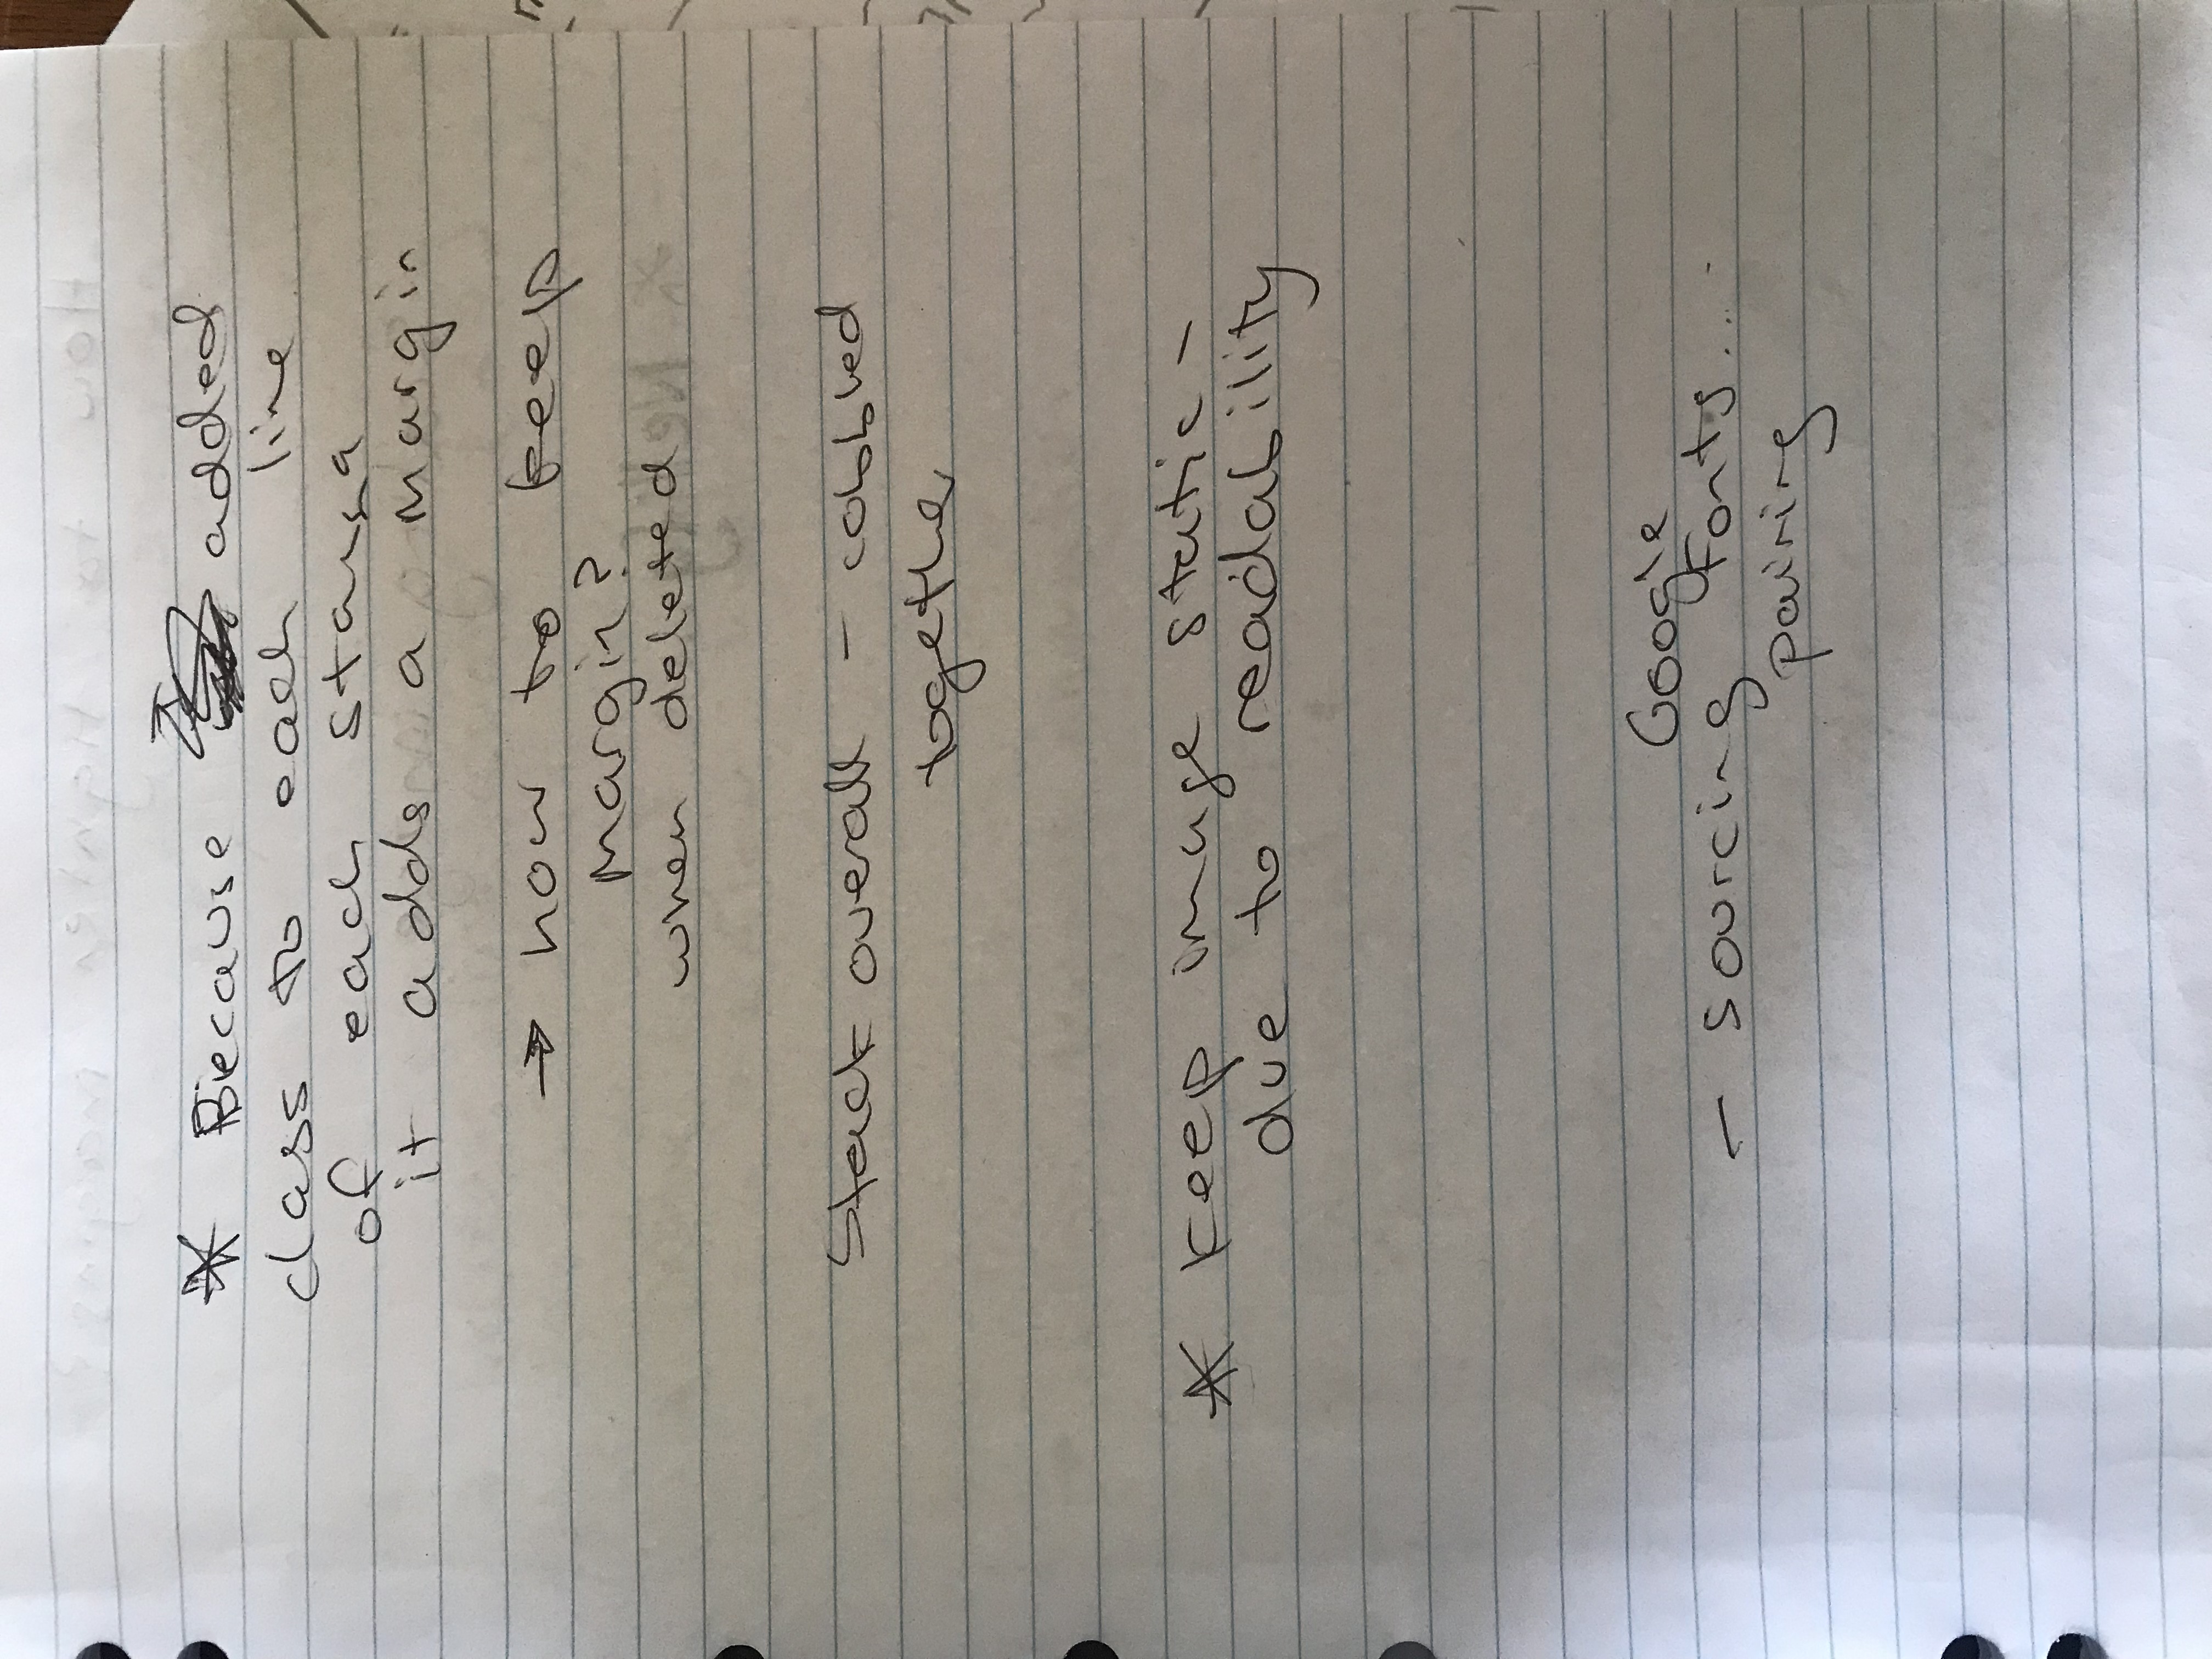 * Because added
class to each line
of each stanza
it adds a margin
→ how to keep
margin?
when deleted
Stack overall - cobbled
together
* Keep image static -
due to readability
Google
- sourcing Fonts...
pairing